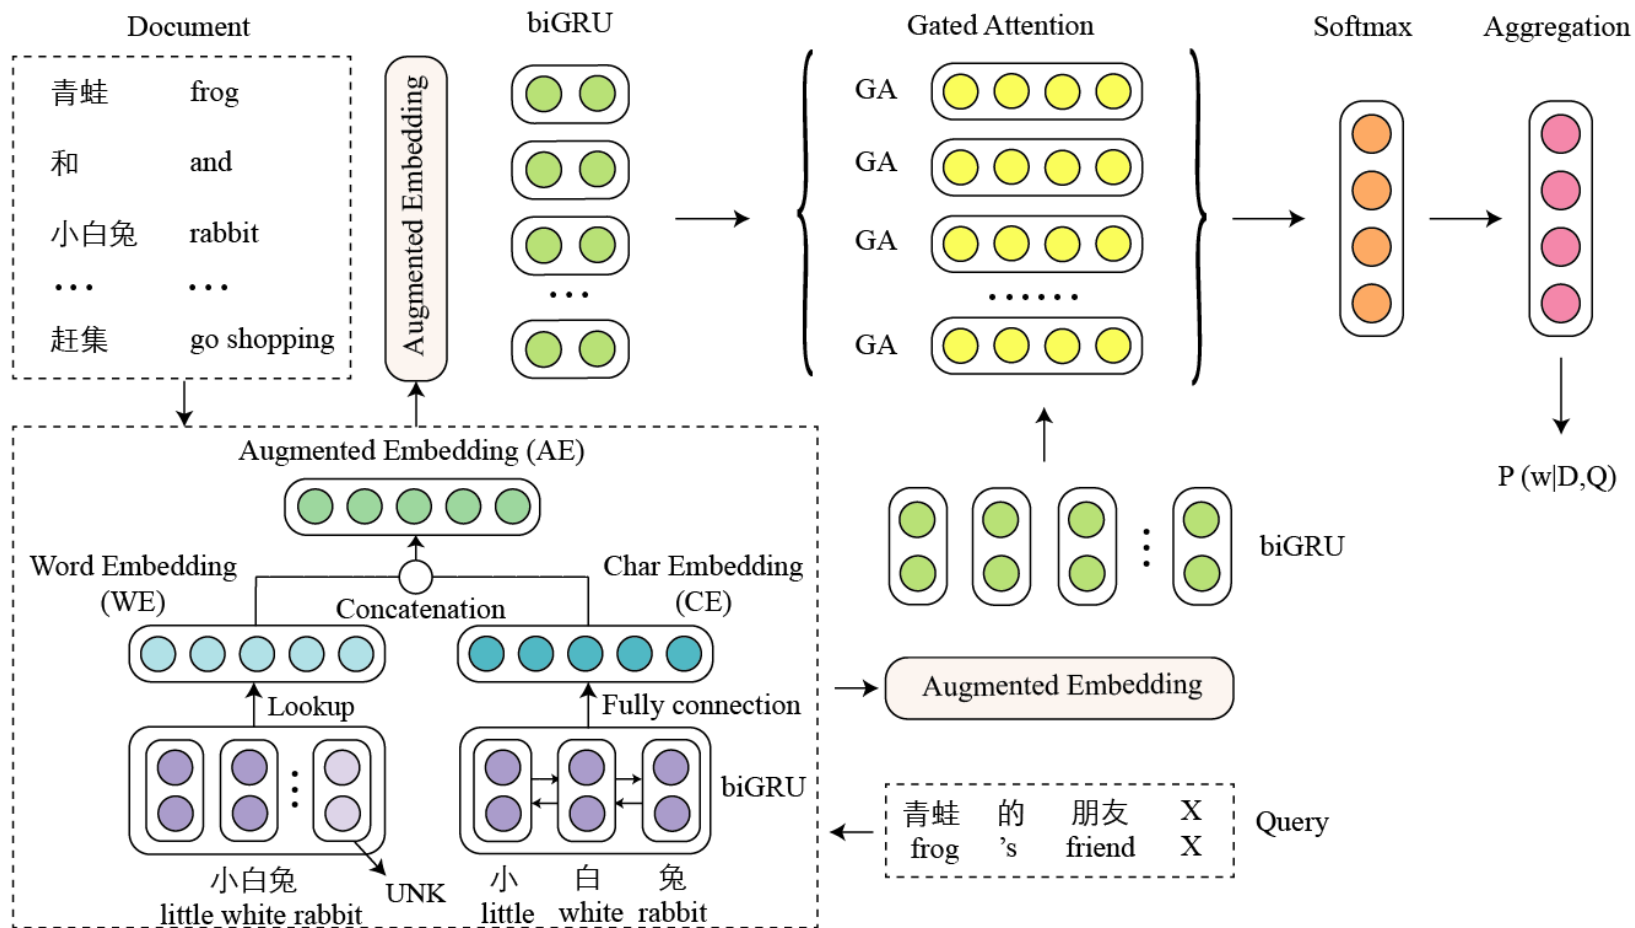 Document
biGRU
Gated Attention
Softmax
Aggregation
青蛙 frog
和 and
小白兔 rabbit
... ...
赶集 go shopping
Augmented Embedding
...
GA
GA
GA
......
GA
P (w|D,Q)
Augmented Embedding (AE)
Word Embedding
(WE)
Char Embedding
(CE)
Concatenation
Lookup
Fully connection
biGRU
小白兔
little white rabbit
UNK
小 白 兔
little white rabbit
biGRU
Augmented Embedding
青蛙 的 朋友 X
frog 's friend X
Query